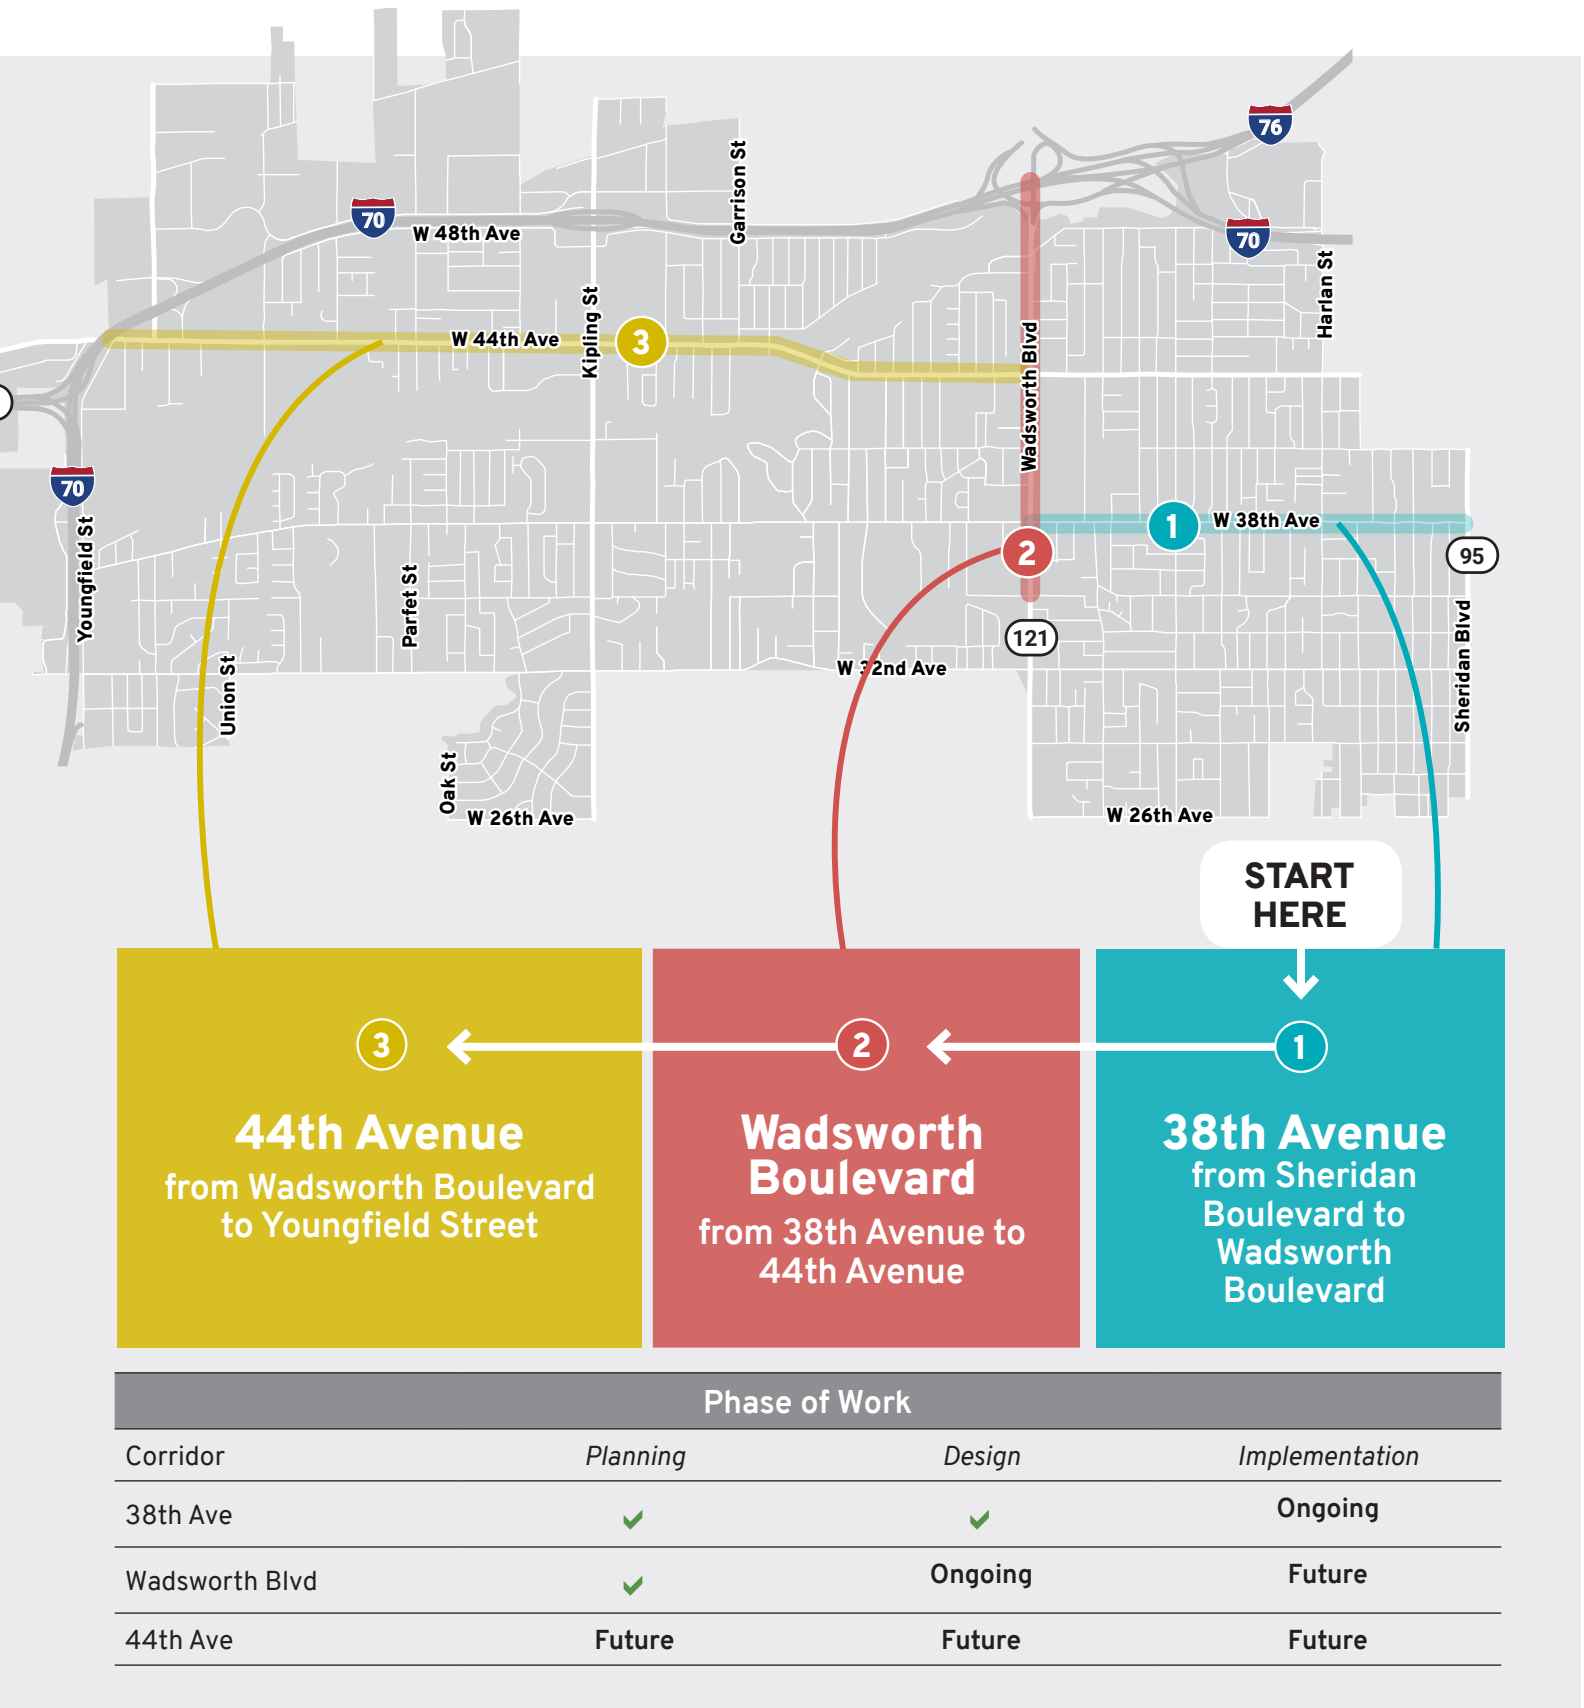 76
Garrison St
70
W 48th Ave
70
Harlan St
Kipling St
W 44th Ave
3
Wadsworth Blvd
70
Youngfield St
1
W 38th Ave
2
95
Parfet St
121
Sheridan Blvd
Union St
W 32nd Ave
Oak St
W 26th Ave
W 26th Ave
START
HERE
3
2
1
44th Avenue
from Wadsworth Boulevard
to Youngfield Street
Wadsworth
Boulevard
from 38th Avenue to
44th Avenue
38th Avenue
from Sheridan
Boulevard to
Wadsworth
Boulevard
Phase of Work
Corridor Planning Design Implementation
38th Ave Ongoing
Wadsworth Blvd Ongoing Future
44th Ave Future Future Future